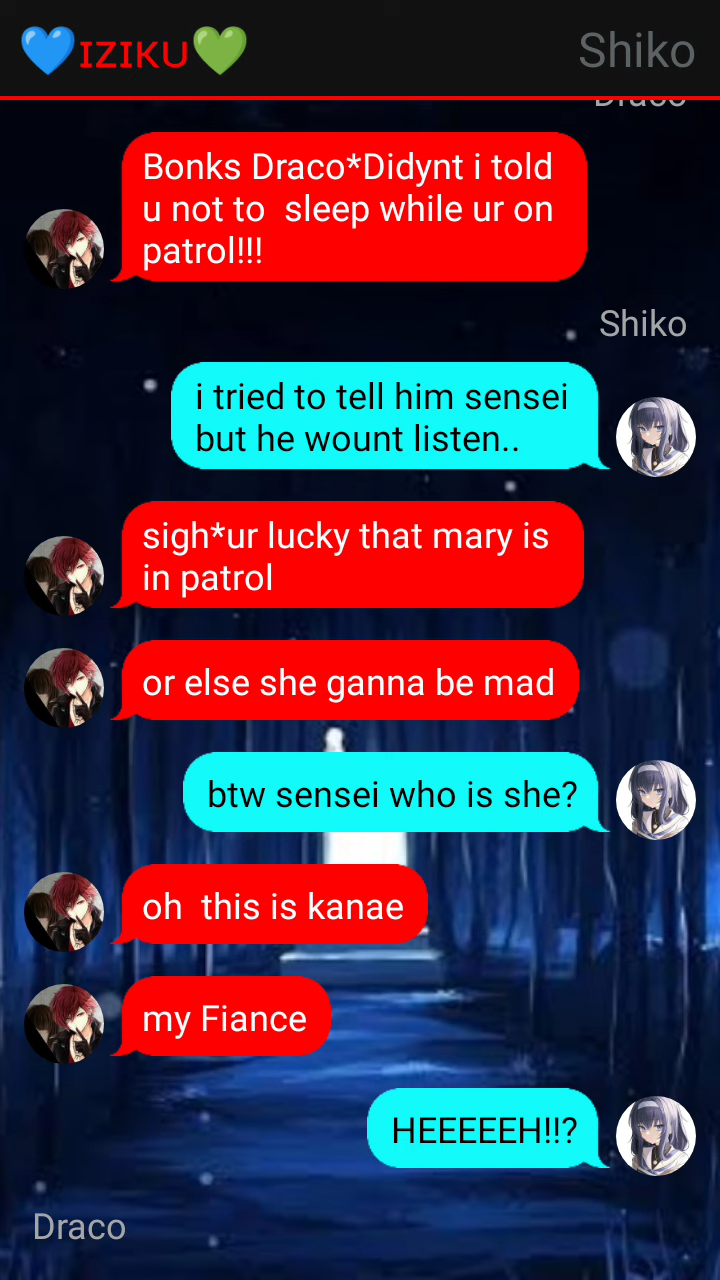 💙IZIKU💚
Shiko
Draco
Bonks Draco*Didynt i told
u not to  sleep while ur on
patrol!!!
Shiko
i tried to tell him sensei
but he wount listen..
sigh*ur lucky that mary is
in patrol
or else she ganna be mad
btw sensei who is she?
oh  this is kanae
my Fiance
HEEEEEH!!?
Draco